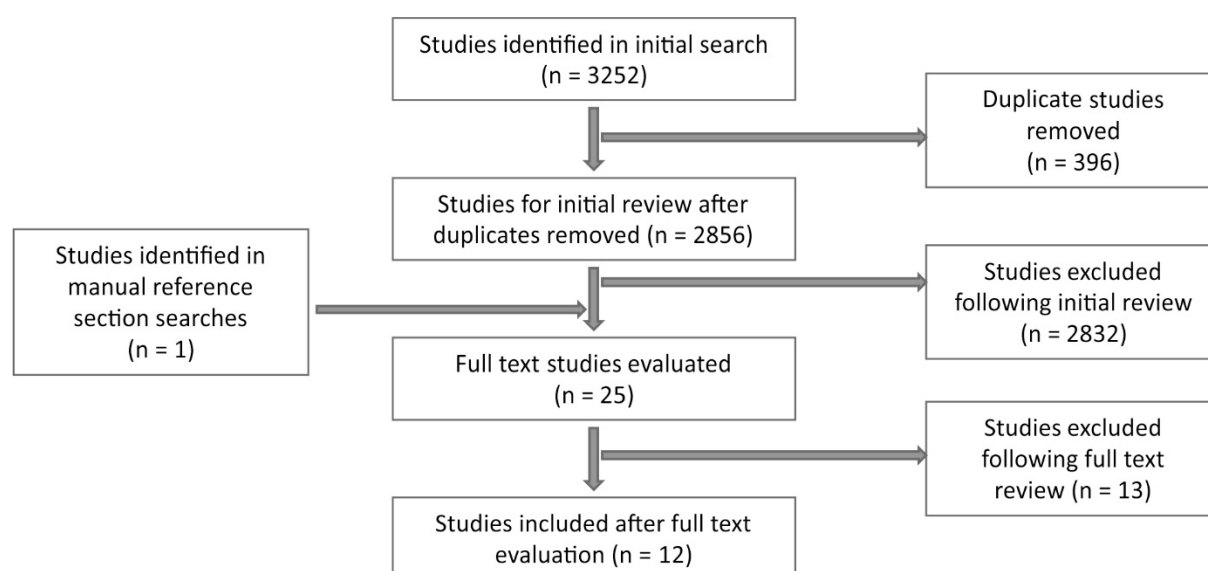 Studies identified in initial search
(n = 3252)
Duplicate studies
removed
(n = 396)
Studies for initial review after
duplicates removed (n = 2856)
Studies identified in
manual reference
section searches
(n = 1)
Studies excluded
following initial review
(n = 2832)
Full text studies evaluated
(n = 25)
Studies excluded
following full text
review (n = 13)
Studies included after full text
evaluation (n = 12)